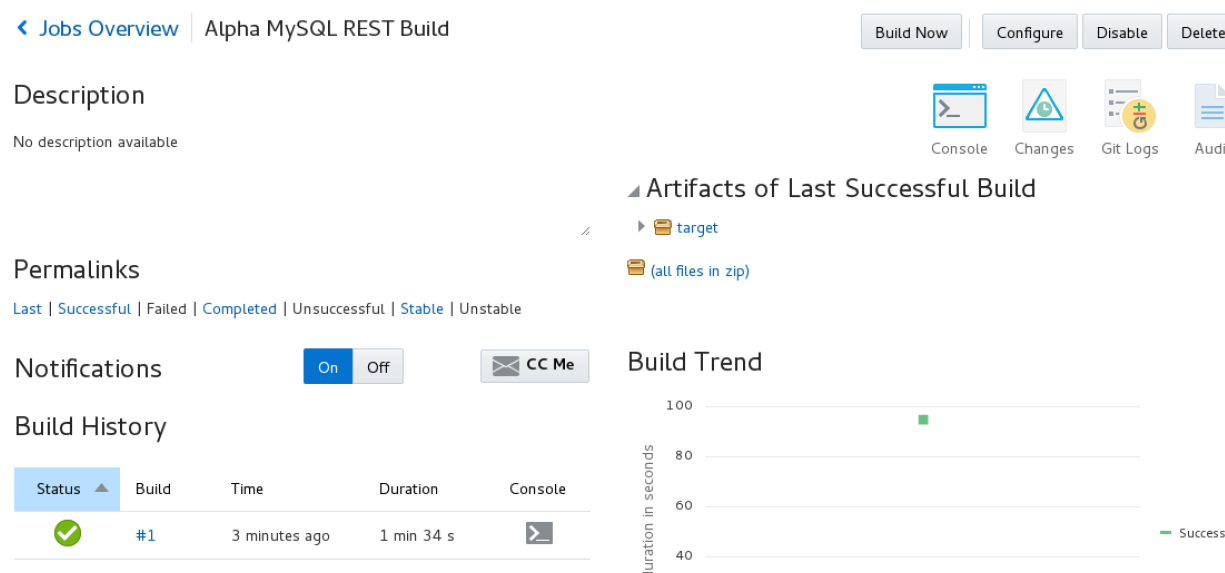 Jobs Overview Alpha MySQL REST Build Build Now Configure Disable Delete
Description
No description available
Console Changes Git Logs Audi
Artifacts of Last Successful Build
target
(all files in zip)
Permalinks
Last | Successful | Failed | Completed | Unsuccessful | Stable | Unstable
Notifications On Off CC Me
Build History
Status Build Time Duration Console
#1 3 minutes ago 1 min 34 s
Build Trend
100
80
60
40
duration in seconds
Success